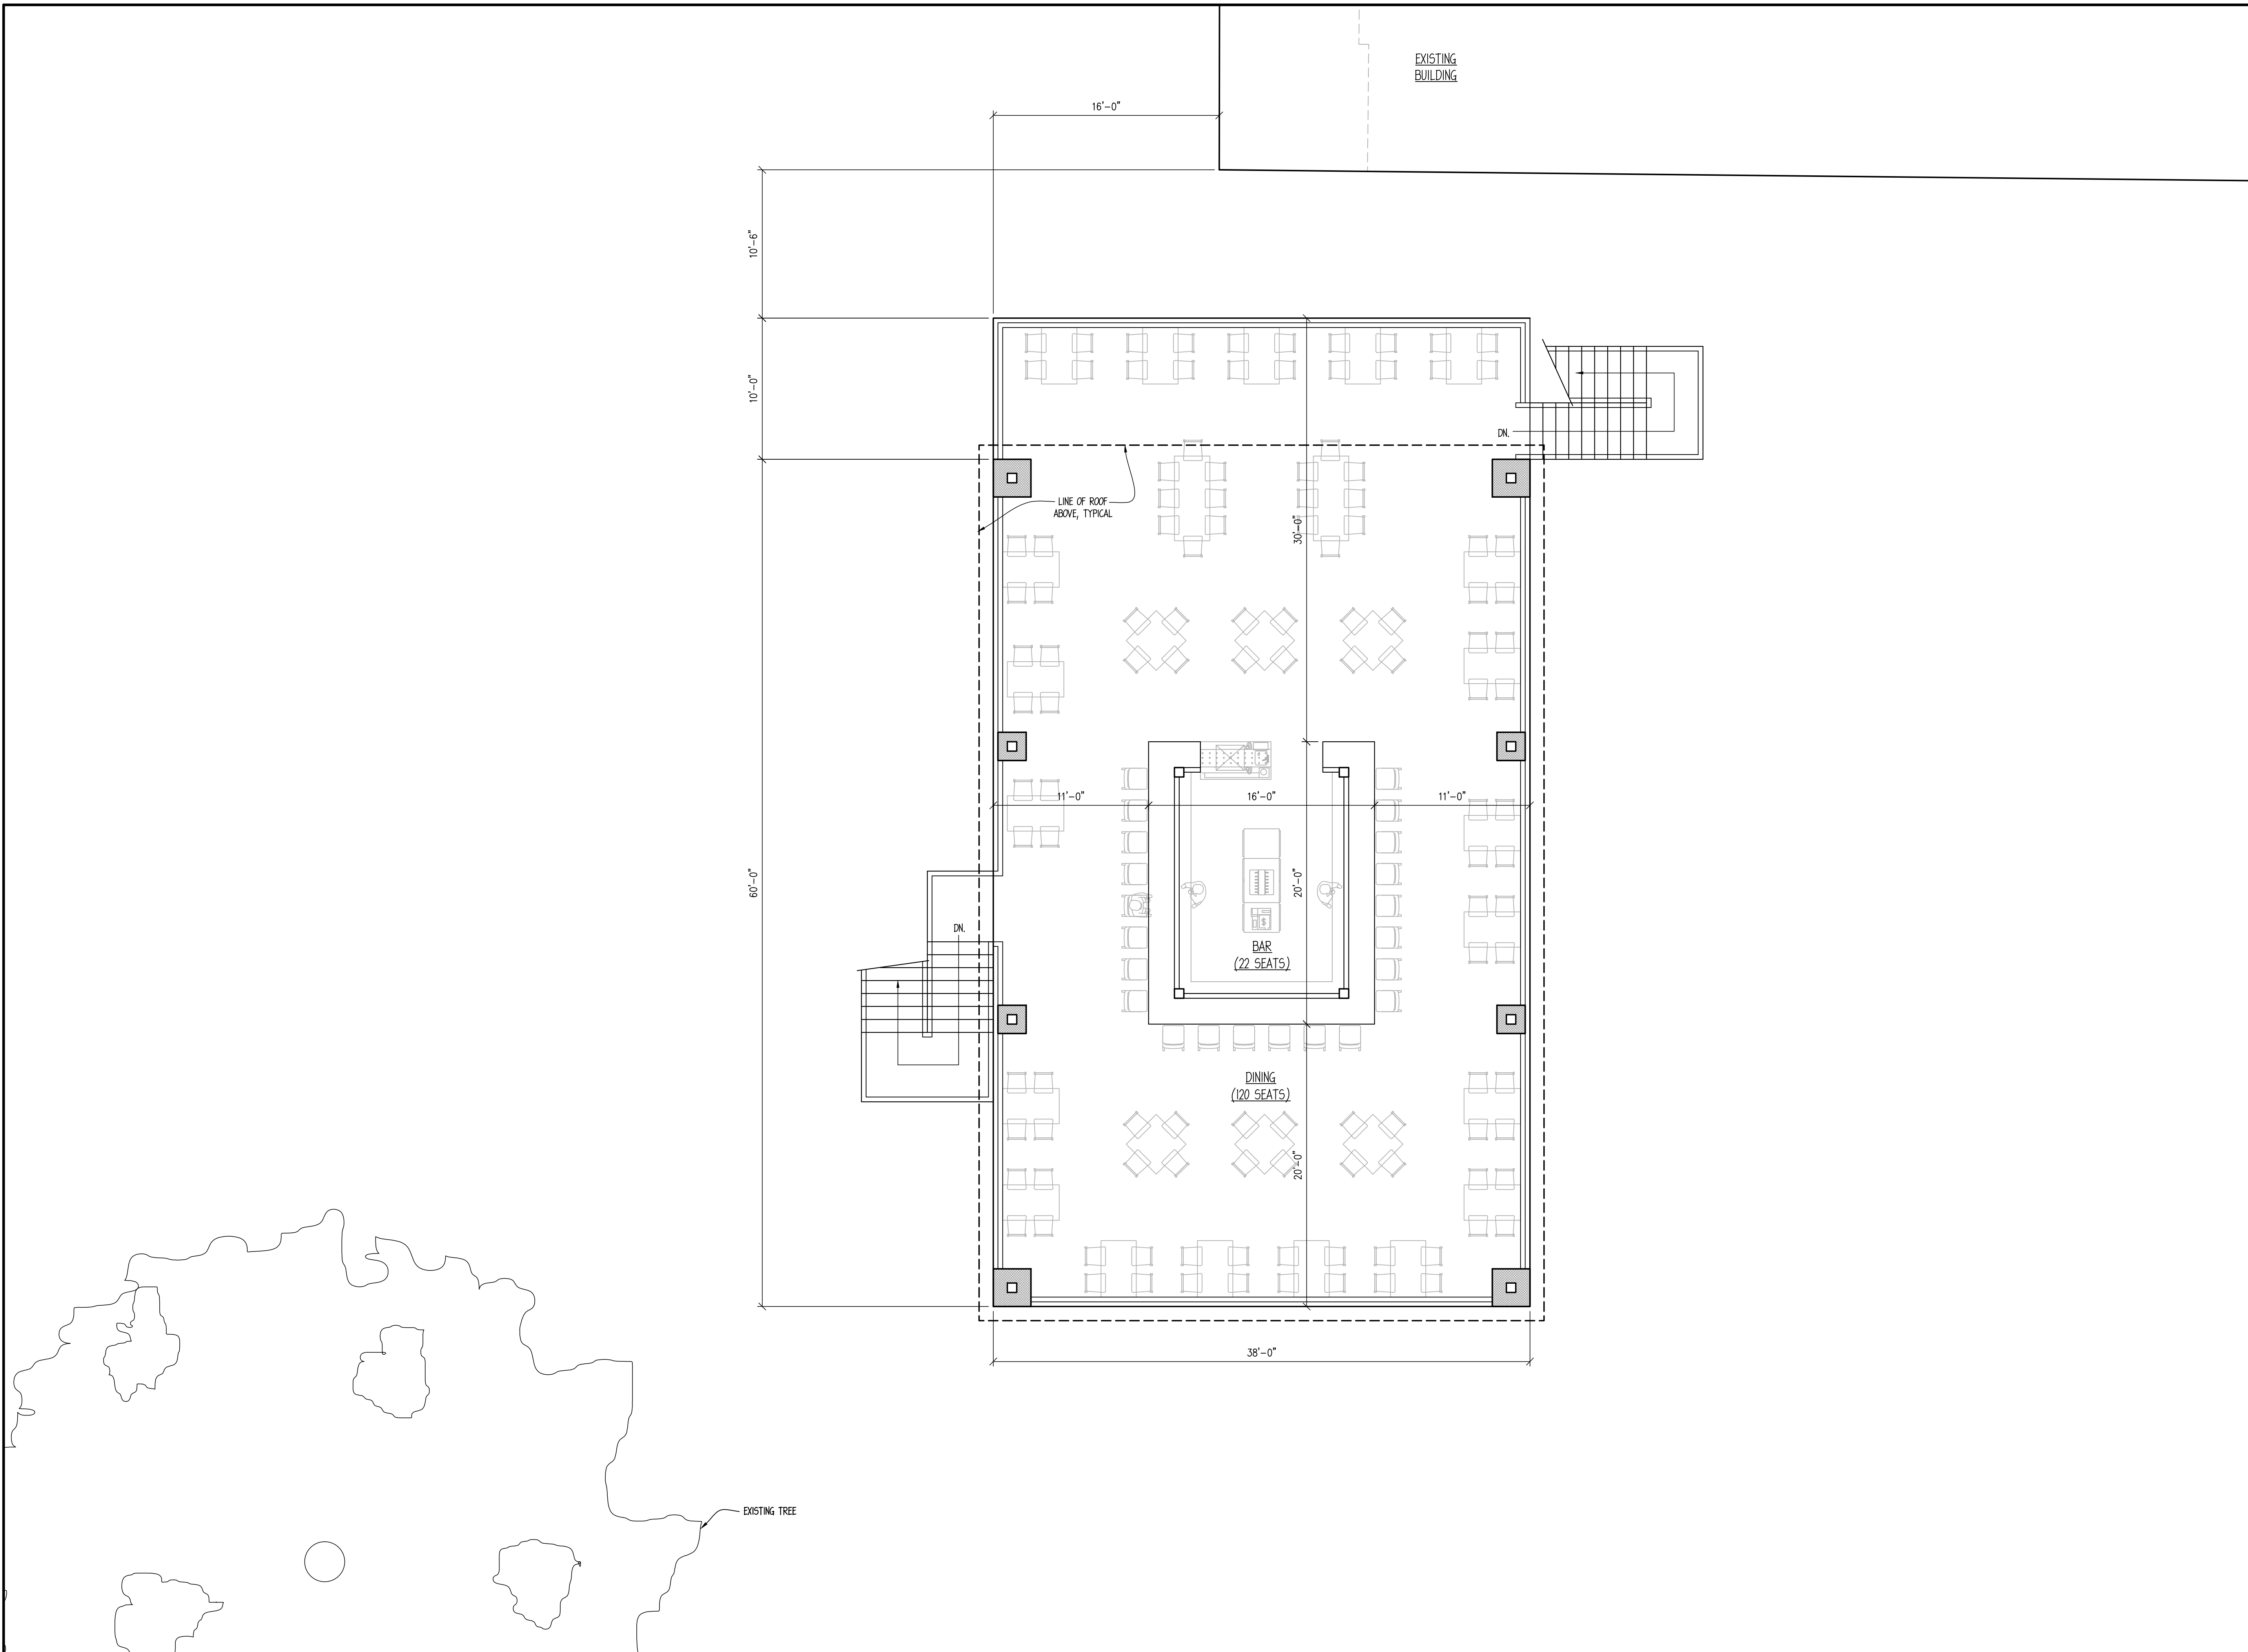 EXISTING
BUILDING
16'-0"
10'-6"
10'-0"
DN.
LINE OF ROOF
ABOVE, TYPICAL
30'-0"
11'-0"
16'-0"
11'-0"
60'-0"
20'-0"
$
DN.
BAR
(22 SEATS)
DINING
(120 SEATS)
20'-0"
38'-0"
EXISTING TREE